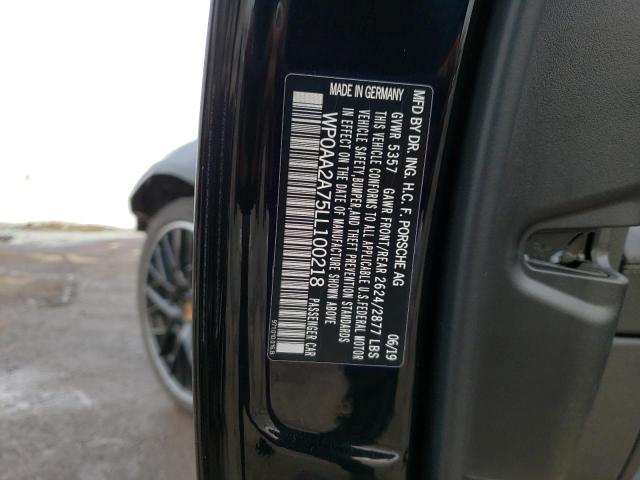 MFD BY DR. ING. H.C. F. PORSCHE AG 06/19
GVWR 5357 GAWR FRONT/REAR 2624/2877 LBS
THIS VEHICLE CONFORMS TO ALL APPLICABLE U.S.FEDERAL MOTOR
VEHICLE SAFETY,BUMPER,AND THEFT PREVENTION STANDARDS
IN EFFECT ON THE DATE OF MANUFACTURE SHOWN ABOVE
WP0AA2A75LL100218 PASSENGER CAR
MADE IN GERMANY